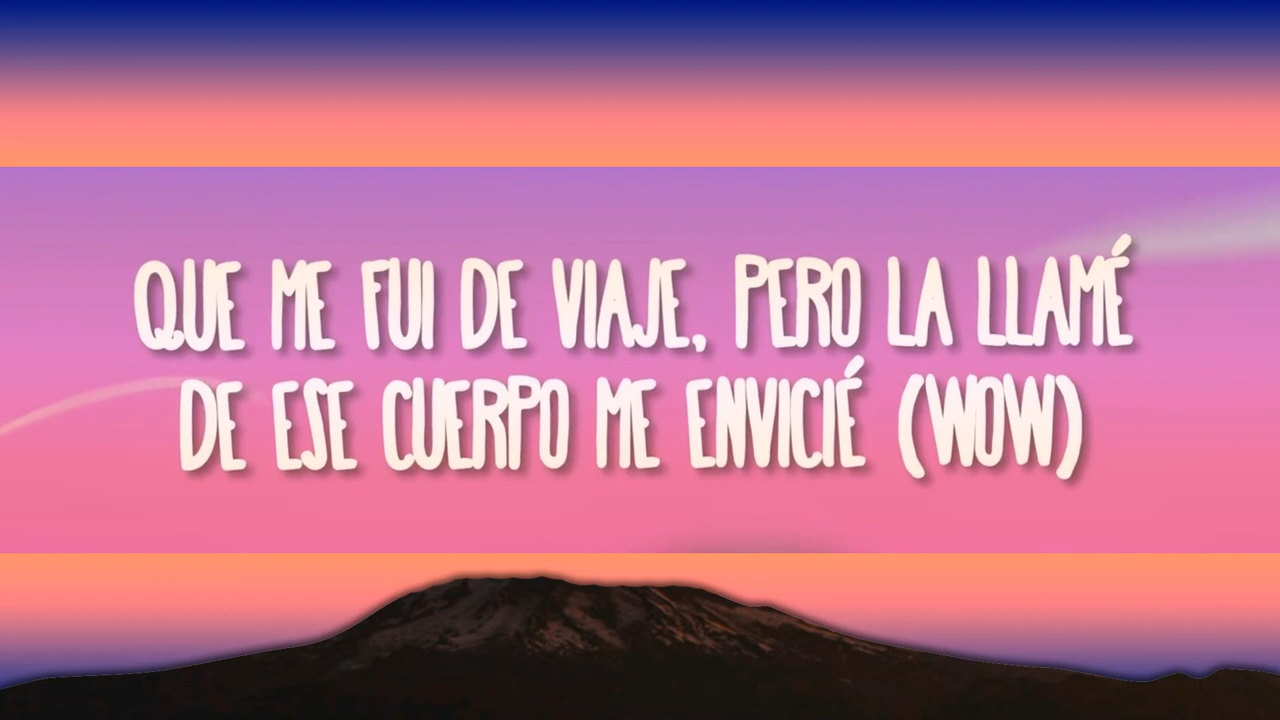 QUE ME FUI DE VIAJE, PERO LA LLAMÉ
DE ESE CUERPO ME ENVICIÉ (WOW)